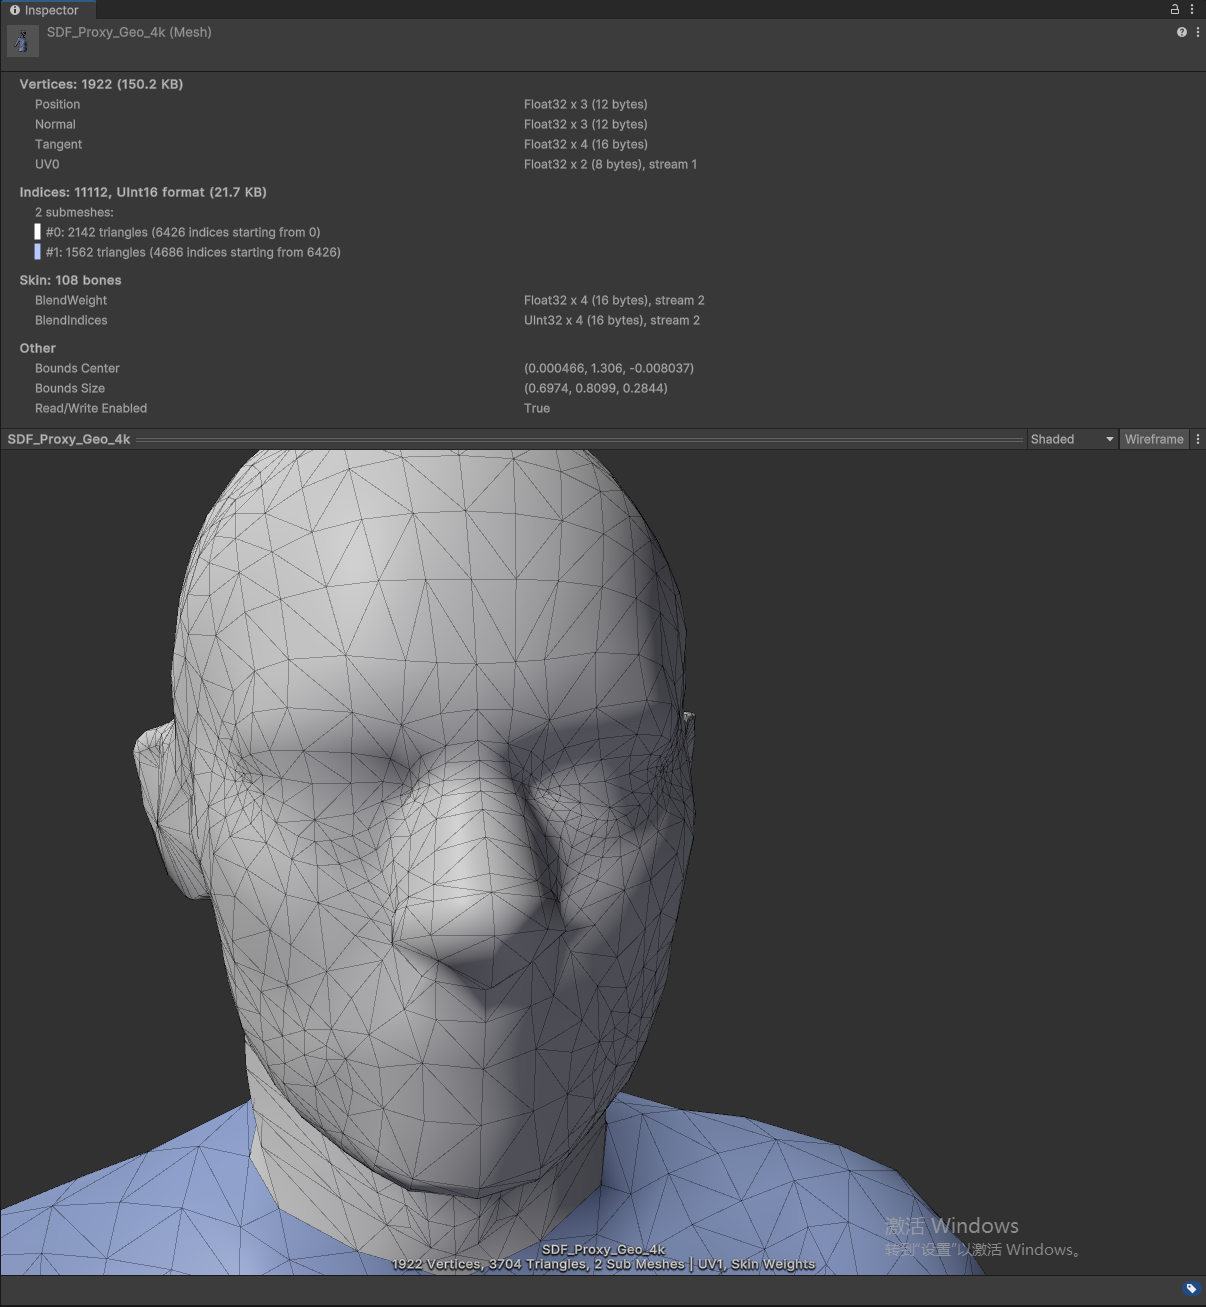 Inspector
SDF_Proxy_Geo_4k (Mesh)
Vertices: 1922 (150.2 KB)
Position Float32 x 3 (12 bytes)
Normal Float32 x 3 (12 bytes)
Tangent Float32 x 4 (16 bytes)
UV0 Float32 x 2 (8 bytes), stream 1
Indices: 11112, UInt16 format (21.7 KB)
2 submeshes:
#0: 2142 triangles (6426 indices starting from 0)
#1: 1562 triangles (4686 indices starting from 6426)
Skin: 108 bones
BlendWeight Float32 x 4 (16 bytes), stream 2
BlendIndices UInt32 x 4 (16 bytes), stream 2
Other
Bounds Center (0.000466, 1.306, -0.008037)
Bounds Size (0.6974, 0.8099, 0.2844)
Read/Write Enabled True
SDF_Proxy_Geo_4k Shaded Wireframe
激活 Windows
转到"设置"以激活 Windows。
SDF_Proxy_Geo_4k
1922 Vertices, 3704 Triangles, 2 Sub Meshes | UV1, Skin Weights